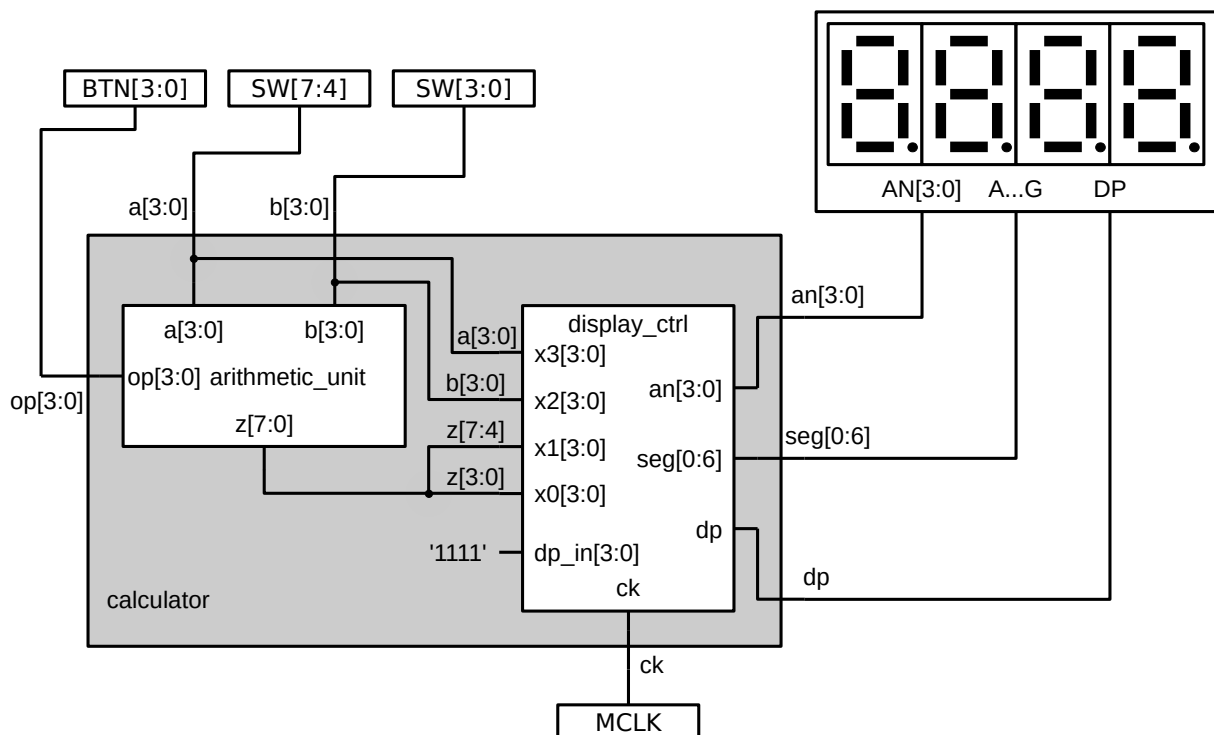 BTN[3:0]
SW[7:4]
SW[3:0]
AN[3:0]
A...G
DP
a[3:0]
b[3:0]
an[3:0]
a[3:0]
b[3:0]
display_ctrl
a[3:0]
x3[3:0]
op[3:0]
arithmetic_unit
op[3:0]
b[3:0]
x2[3:0]
an[3:0]
z[7:0]
z[7:4]
x1[3:0]
seg[0:6]
seg[0:6]
z[3:0]
x0[3:0]
dp
'1111'
dp_in[3:0]
ck
dp
calculator
ck
MCLK